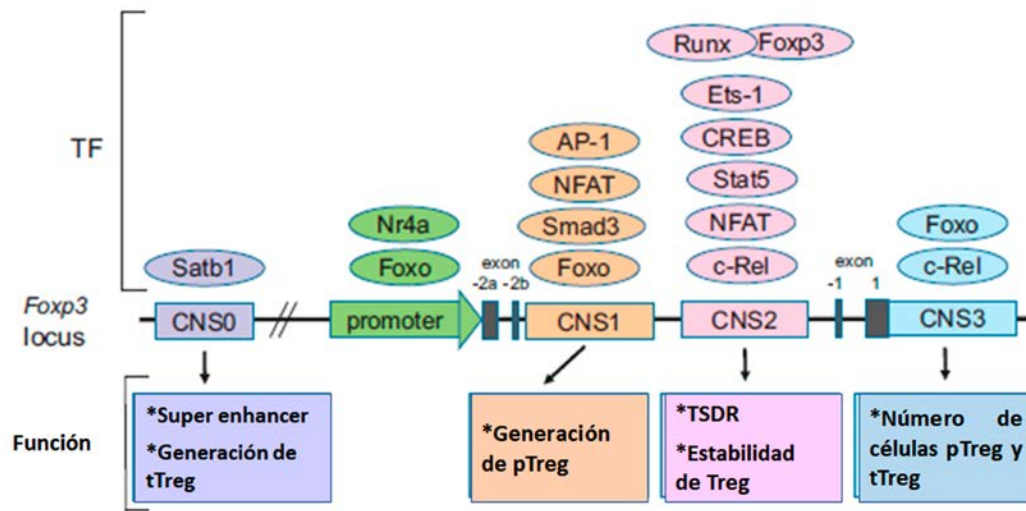 TF
Runx Foxp3
Ets-1
AP-1 CREB
NFAT Stat5
Nr4a Smad3 NFAT Foxo
Satb1 Foxo exon Foxo c-Rel exon c-Rel
-2a -2b -1 1
Foxp3
locus
CNS0 promoter CNS1 CNS2 CNS3
Función
*Super enhancer
*Generación de
tTreg
*Generación
de pTreg
*TSDR
*Estabilidad
de Treg
*Número de
células pTreg y
tTreg